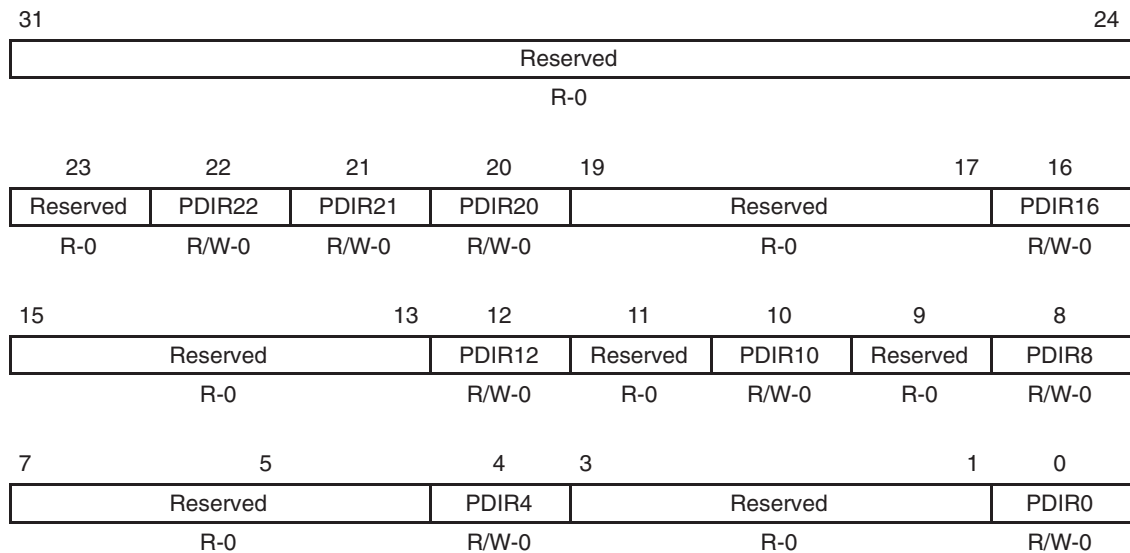 31 24
Reserved
R-0
23 22 21 20 19 17 16
Reserved PDIR22 PDIR21 PDIR20 Reserved PDIR16
R-0 R/W-0 R/W-0 R/W-0 R-0 R/W-0
15 13 12 11 10 9 8
Reserved PDIR12 Reserved PDIR10 Reserved PDIR8
R-0 R/W-0 R-0 R/W-0 R-0 R/W-0
7 5 4 3 1 0
Reserved PDIR4 Reserved PDIR0
R-0 R/W-0 R-0 R/W-0